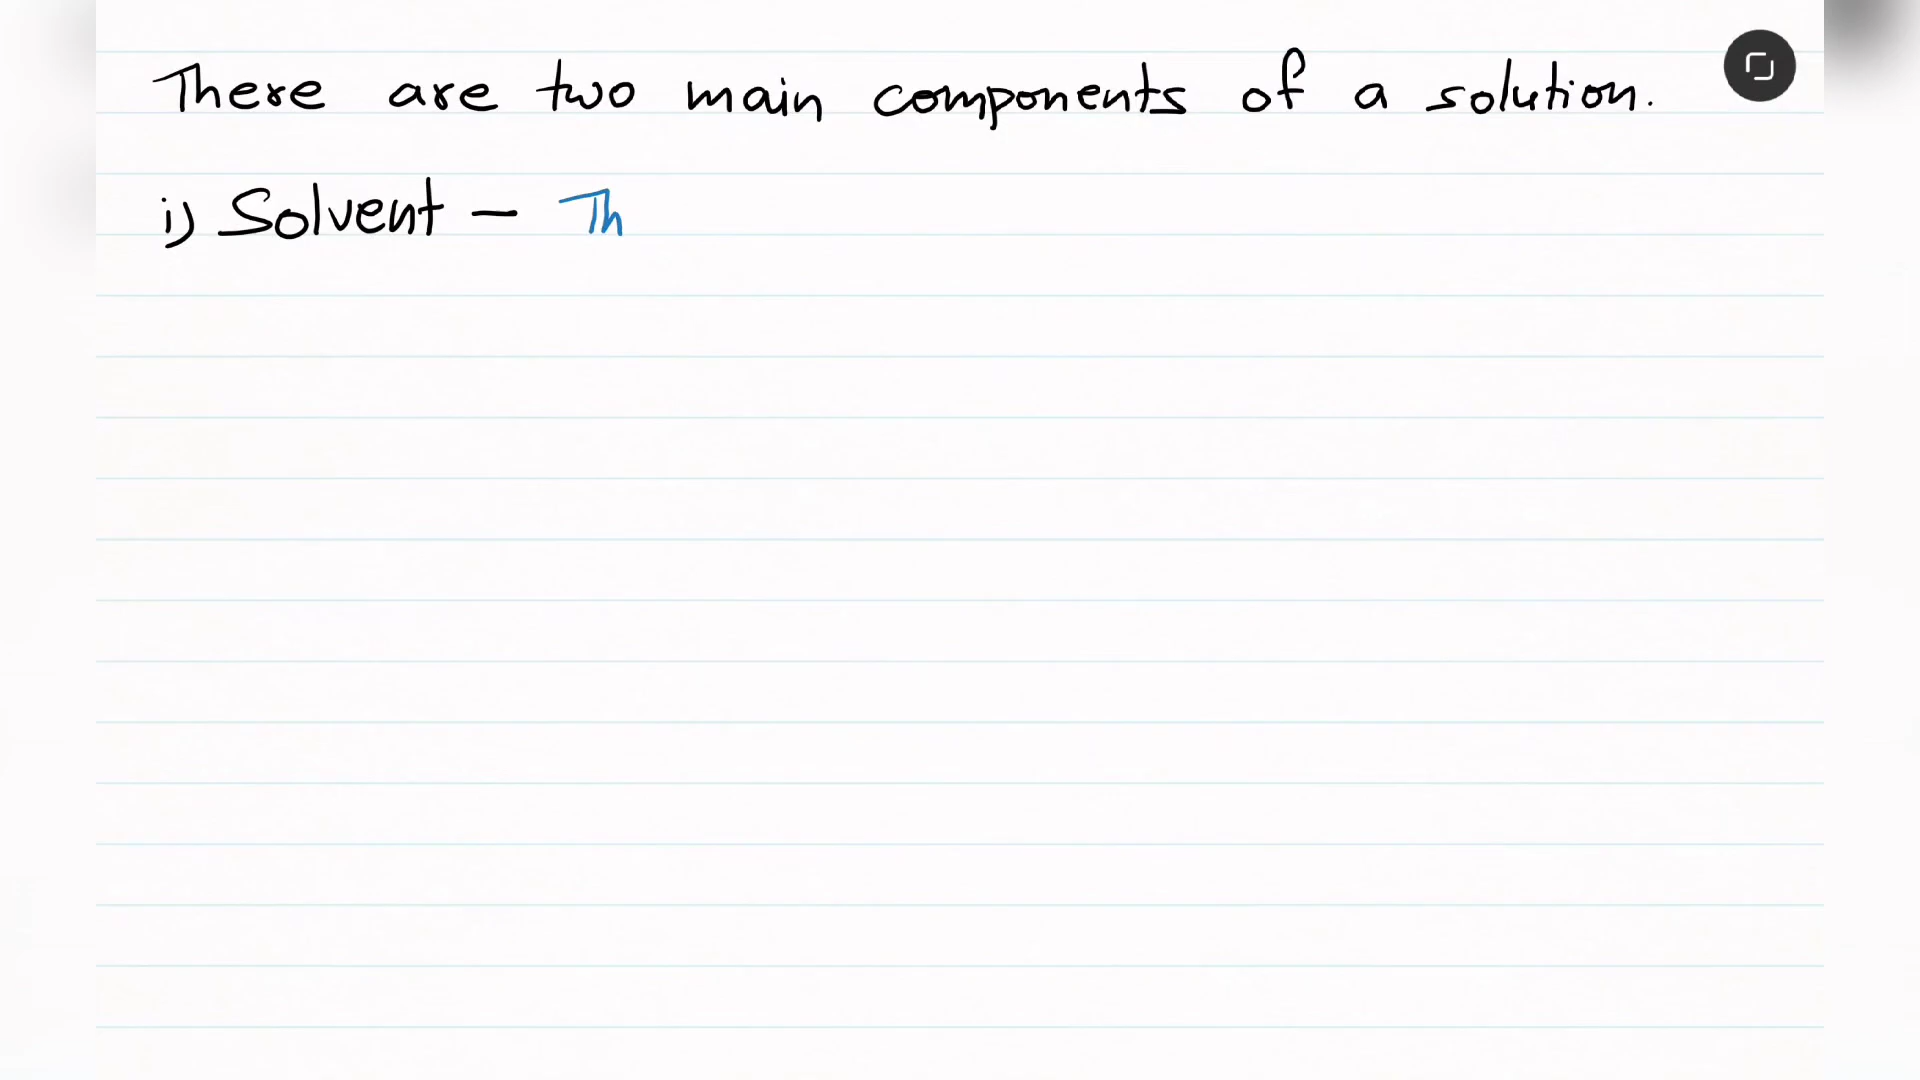 There are two main components of a solution.
i) Solvent — Th